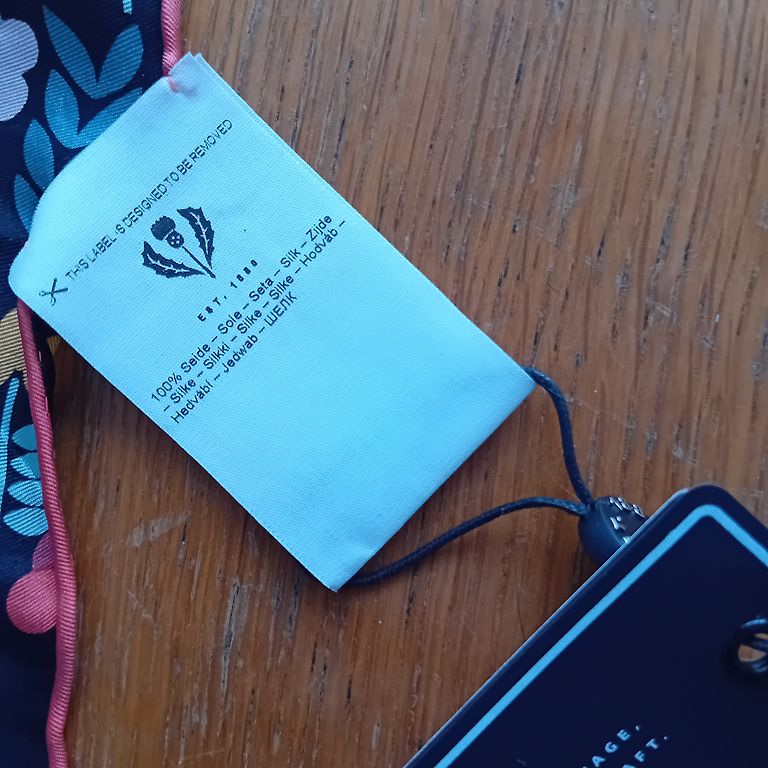 THIS LABEL IS DESIGNED TO BE REMOVED
EST. 1880
100% Seide – Soie – Seta – Silk – Zijde
– Silke – Silkki – Silke – Silke – Hodváb –
Hedvábí – Jedwab – ШЕЛК